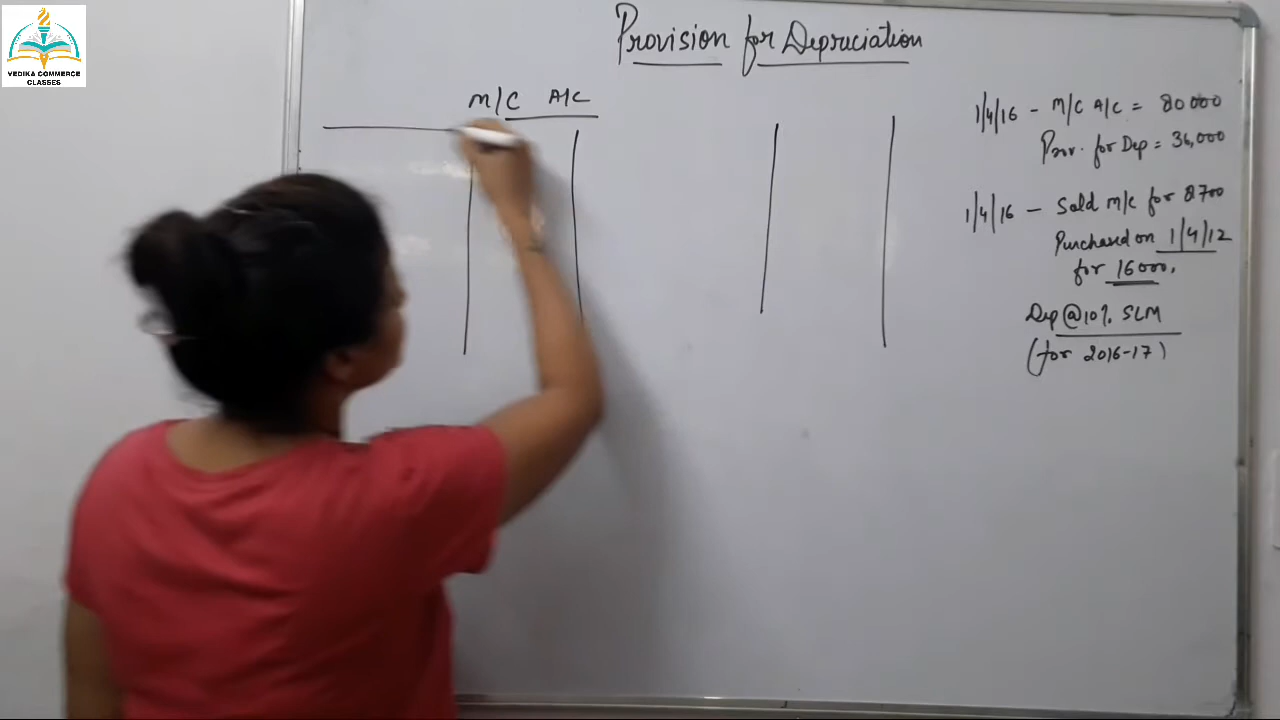 VEDIKA COMMERCE
CLASSES
Provision for Depreciation
M/C A/C
1/4/16 - M/C A/C = 80000
Prov. for Dep = 36,000
1/4/16 - Sold M/c for 8700
Purchased on 1/4/12
for 16000.
Dep@10% SLM
(for 2016-17)